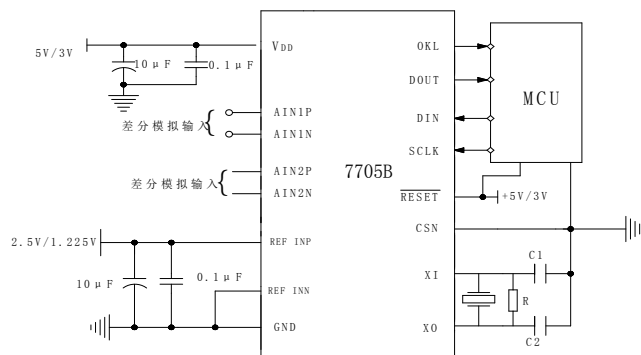 5V/3V
10μF
0.1μF
VDD
OKL
DOUT
DIN
SCLK
MCU
差分模拟输入
AIN1P
AIN1N
差分模拟输入
AIN2P
AIN2N
7705B
RESET
+5V/3V
CSN
2.5V/1.225V
REF INP
10μF
0.1μF
REF INN
GND
XI
XO
C1
R
C2